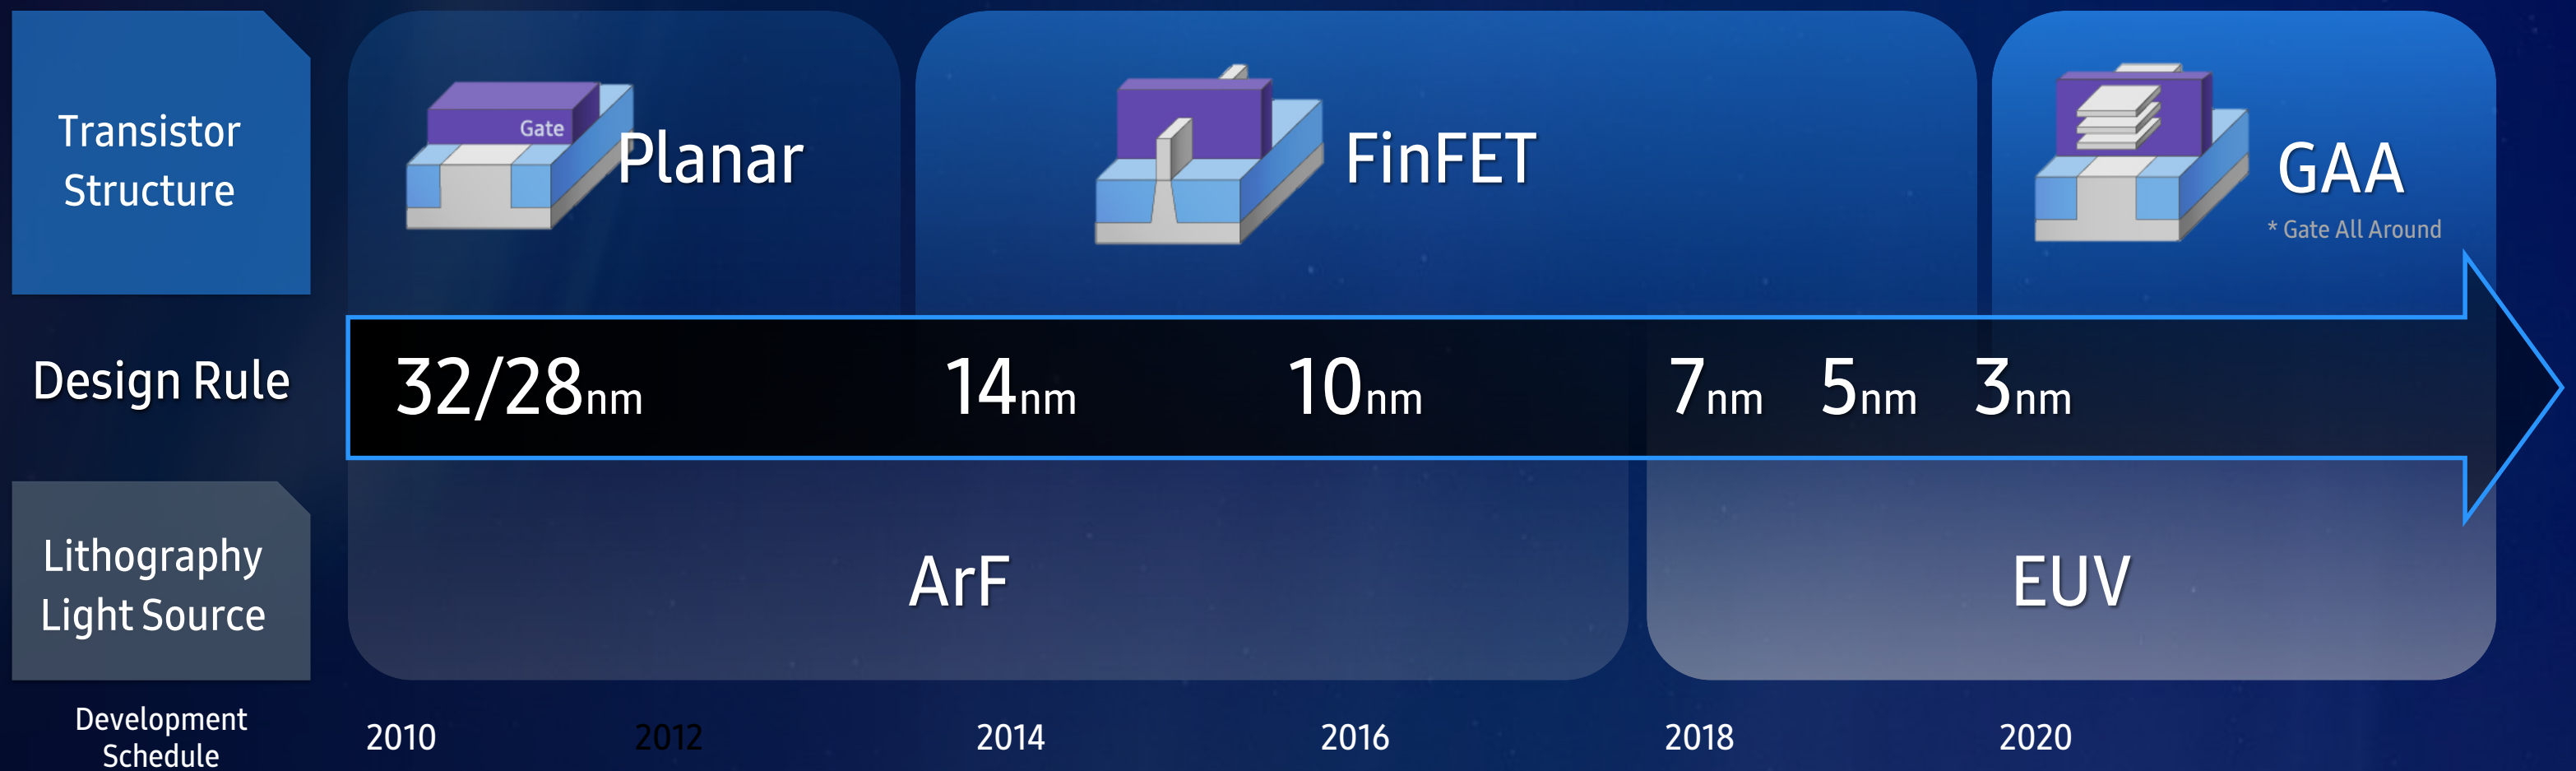 Transistor
Structure
Gate
Planar
FinFET
GAA
* Gate All Around
Design Rule
32/28nm
14nm
10nm
7nm
5nm
3nm
Lithography
Light Source
ArF
EUV
Development
Schedule
2010
2012
2014
2016
2018
2020